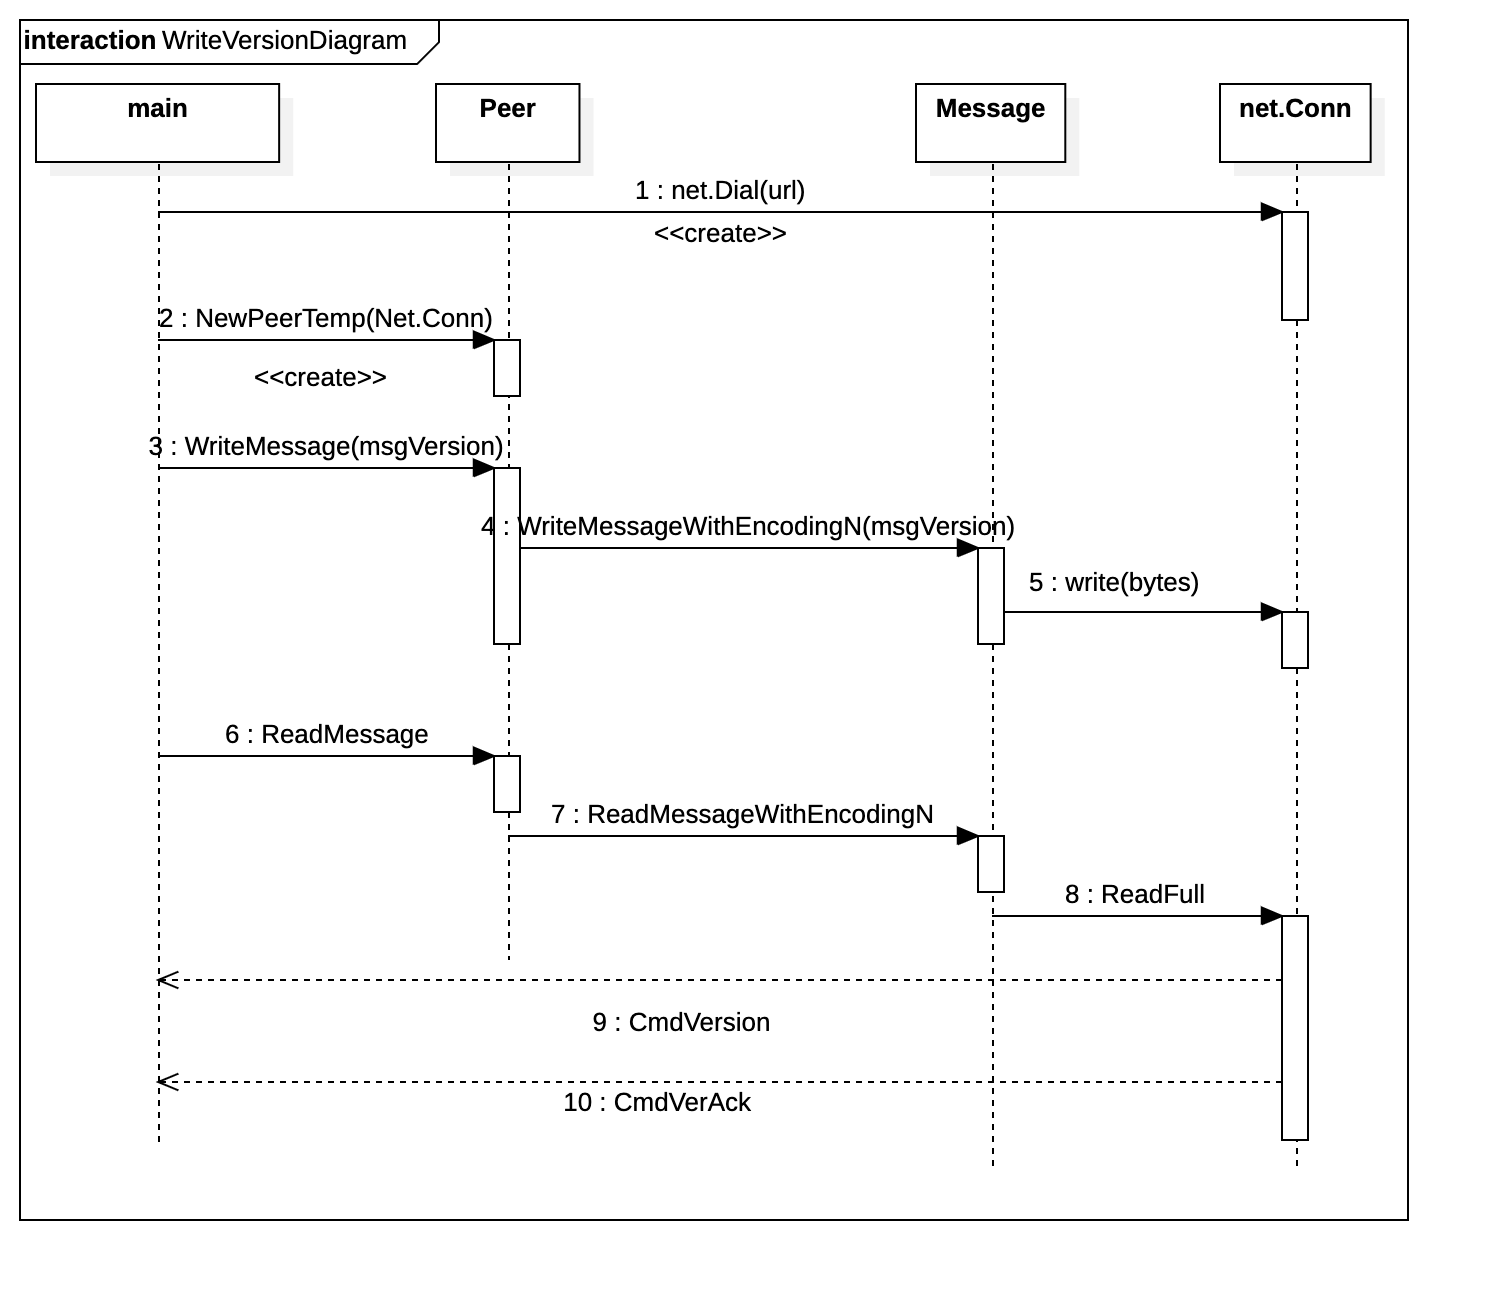 interaction WriteVersionDiagram
main
Peer
Message
net.Conn
1 : net.Dial(url)
<<create>>
2 : NewPeerTemp(Net.Conn)
<<create>>
3 : WriteMessage(msgVersion)
4 : WriteMessageWithEncodingN(msgVersion)
5 : write(bytes)
6 : ReadMessage
7 : ReadMessageWithEncodingN
8 : ReadFull
9 : CmdVersion
10 : CmdVerAck